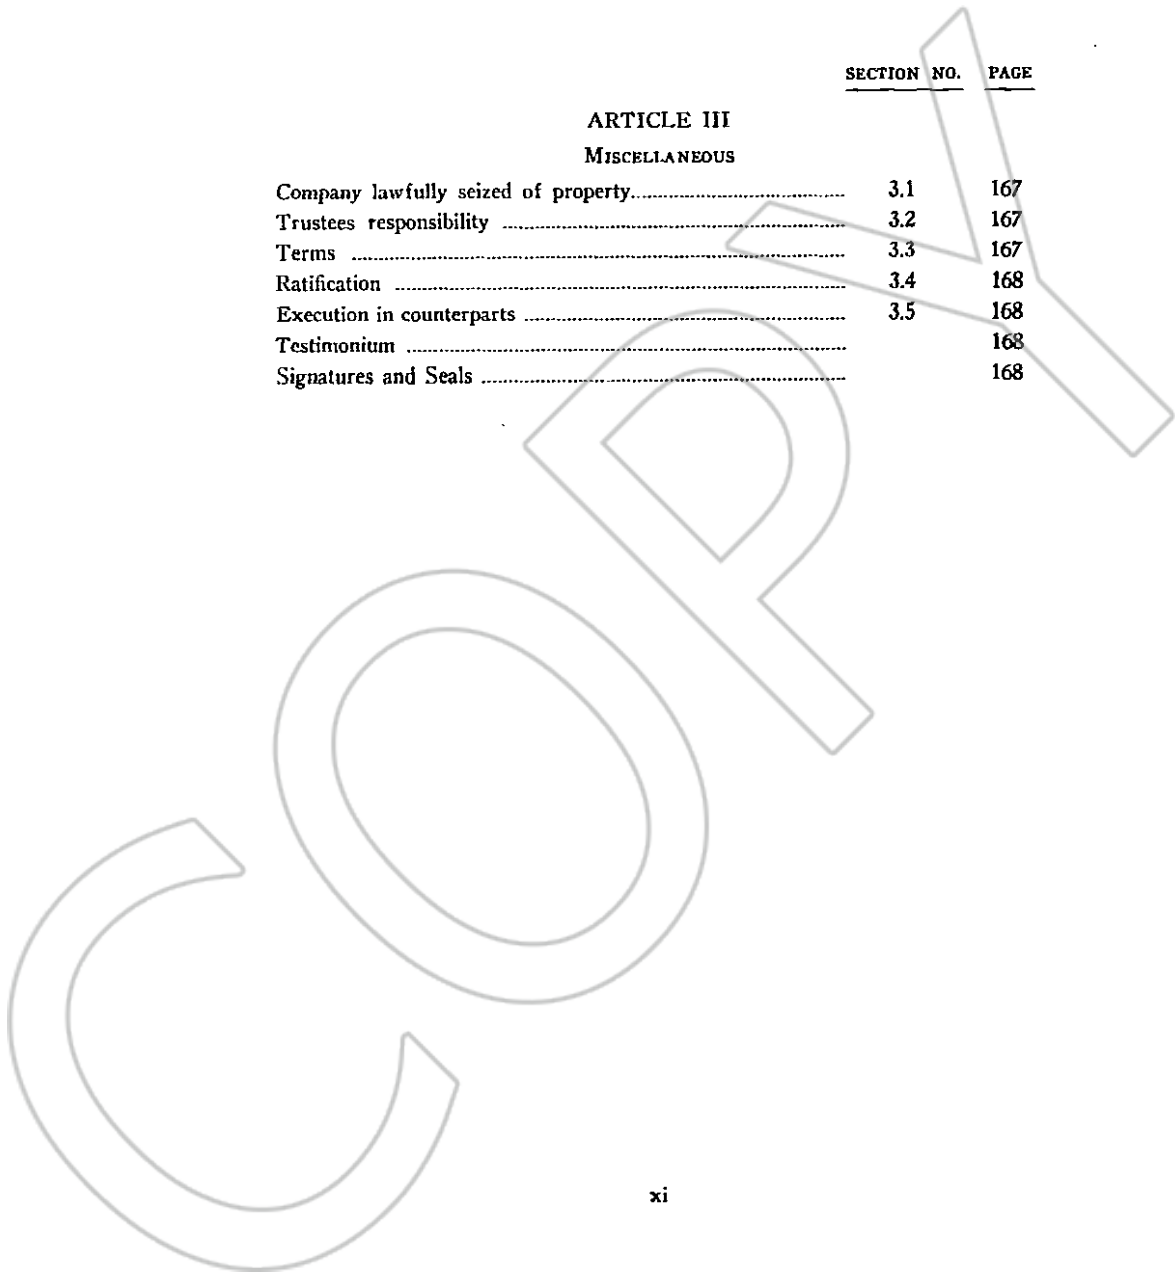 SECTION NO. PAGE
ARTICLE III
MISCELLANEOUS
Company lawfully seized of property 3.1 167
Trustees responsibility 3.2 167
Terms 3.3 167
Ratification 3.4 168
Execution in counterparts 3.5 168
Testimonium 168
Signatures and Seals 168
COPY
xi